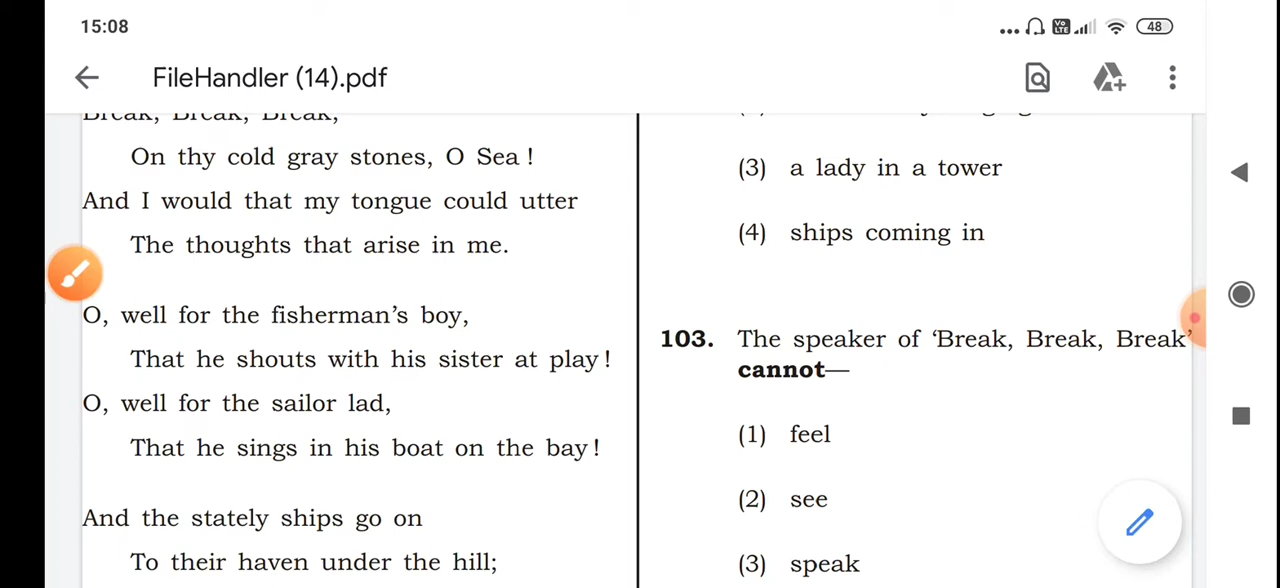 15:08
48
FileHandler (14).pdf
Break, Break, Break,
On thy cold gray stones, O Sea !
And I would that my tongue could utter
The thoughts that arise in me.
O, well for the fisherman's boy,
That he shouts with his sister at play !
O, well for the sailor lad,
That he sings in his boat on the bay !
And the stately ships go on
To their haven under the hill;
(3) a lady in a tower
(4) ships coming in
103. The speaker of ‘Break, Break, Break’
cannot—
(1) feel
(2) see
(3) speak